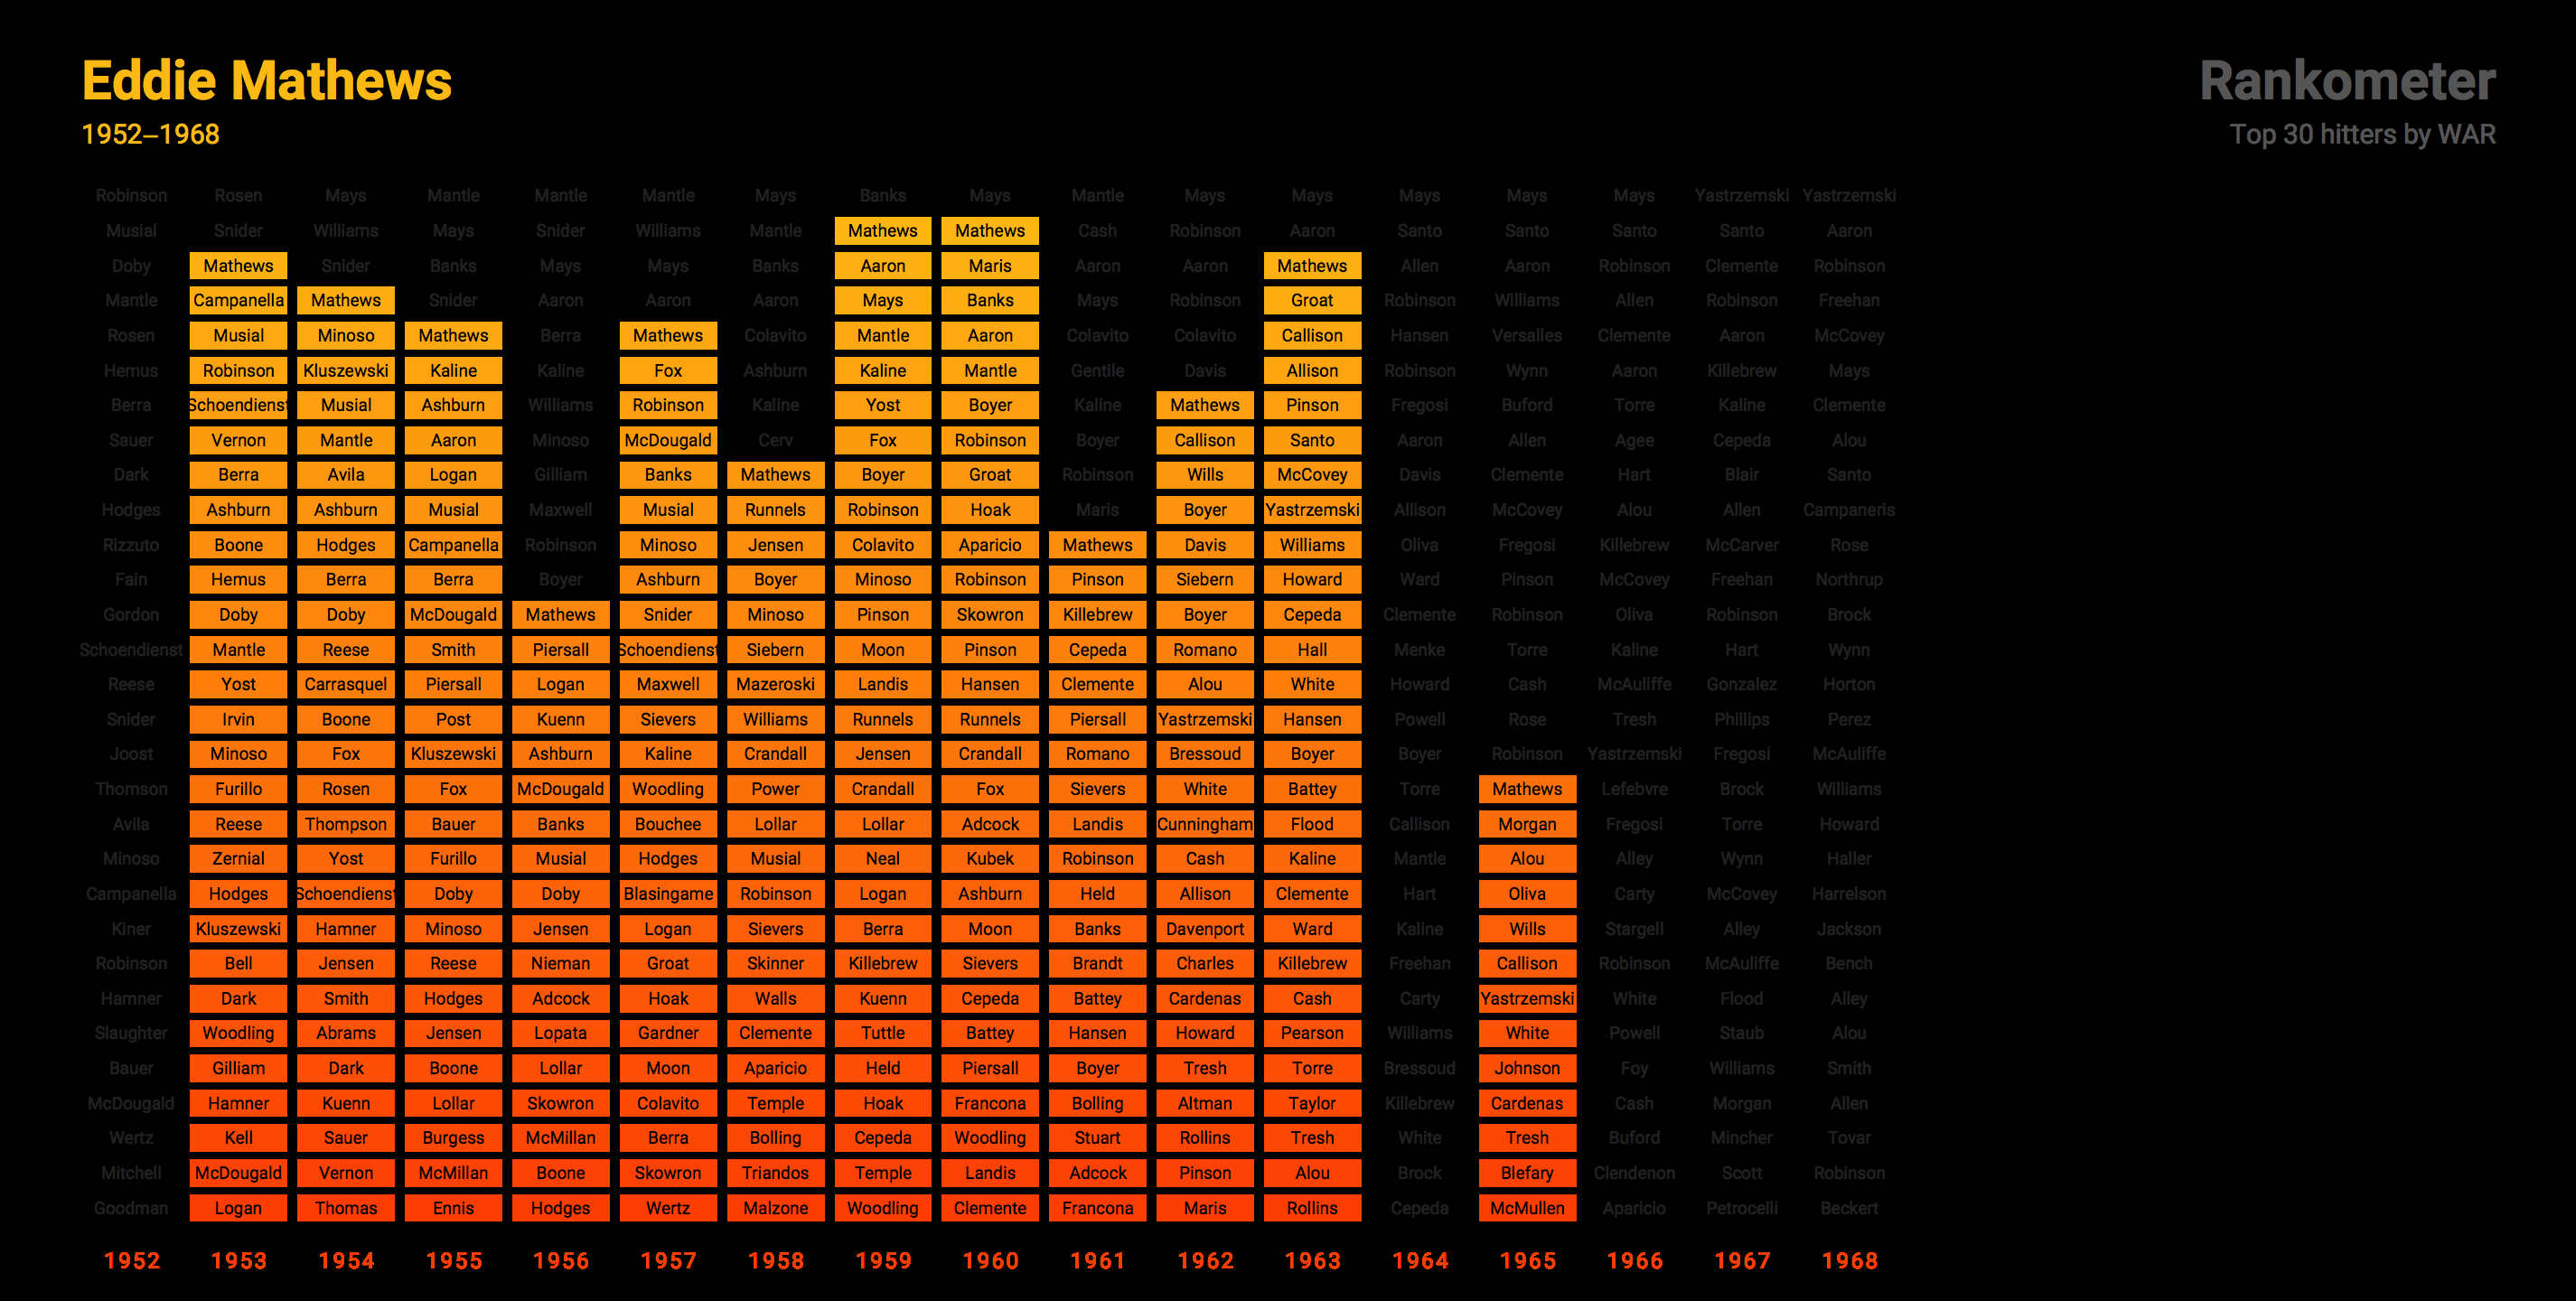 Eddie Mathews
1952–1968
Rankometer
Top 30 hitters by WAR
Robinson Rosen Mays Mantle Mantle Mantle Mays Banks Mays Mantle Mays Mays Mays Mays Mays Yastrzemski Yastrzemski
Musial Snider Williams Mays Snider Williams Mantle Mathews Mathews Cash Robinson Aaron Santo Santo Santo Santo Aaron
Doby Mathews Snider Banks Mays Mays Banks Aaron Maris Aaron Aaron Mathews Allen Aaron Robinson Clemente Robinson
Mantle Campanella Mathews Snider Aaron Aaron Aaron Mays Banks Mays Robinson Groat Robinson Williams Allen Robinson Freehan
Rosen Musial Minoso Mathews Berra Mathews Colavito Mantle Aaron Colavito Colavito Callison Hansen Versalles Clemente Aaron McCovey
Hemus Robinson Kluszewski Kaline Kaline Fox Ashburn Kaline Mantle Gentile Davis Allison Robinson Wynn Aaron Killebrew Mays
Berra Schoendienst Musial Ashburn Williams Robinson Kaline Yost Boyer Kaline Mathews Pinson Fregosi Buford Torre Kaline Clemente
Sauer Vernon Mantle Aaron Minoso McDougald Cerv Fox Robinson Boyer Callison Santo Aaron Allen Agee Cepeda Alou
Dark Berra Avila Logan Gilliam Banks Mathews Boyer Groat Robinson Wills McCovey Davis Clemente Hart Blair Santo
Hodges Ashburn Ashburn Musial Maxwell Musial Runnels Robinson Hoak Maris Boyer Yastrzemski Allison McCovey Alou Allen Campaneris
Rizzuto Boone Hodges Campanella Robinson Minoso Jensen Colavito Aparicio Mathews Davis Williams Oliva Fregosi Killebrew McCarver Rose
Fain Hemus Berra Berra Boyer Ashburn Boyer Minoso Robinson Pinson Siebern Howard Ward Pinson McCovey Freehan Northrup
Gordon Doby Doby McDougald Mathews Snider Minoso Pinson Skowron Killebrew Boyer Cepeda Clemente Robinson Oliva Robinson Brock
Schoendienst Mantle Reese Smith Piersall Schoendienst Siebern Moon Pinson Cepeda Romano Hall Menke Torre Kaline Hart Wynn
Reese Yost Carrasquel Piersall Logan Maxwell Mazeroski Landis Hansen Clemente Alou White Howard Cash McAuliffe Gonzalez Horton
Snider Irvin Boone Post Kuenn Sievers Williams Runnels Runnels Piersall Yastrzemski Hansen Powell Rose Tresh Phillips Perez
Joost Minoso Fox Kluszewski Ashburn Kaline Crandall Jensen Crandall Romano Bressoud Boyer Boyer Robinson Yastrzemski Fregosi McAuliffe
Thomson Furillo Rosen Fox McDougald Woodling Power Crandall Fox Sievers White Battey Torre Mathews Lefebvre Brock Williams
Avila Reese Thompson Bauer Banks Bouchee Lollar Lollar Adcock Landis Cunningham Flood Callison Morgan Fregosi Torre Howard
Minoso Zernial Yost Furillo Musial Hodges Musial Neal Kubek Robinson Cash Kaline Mantle Alou Alley Wynn Haller
Campanella Hodges Schoendienst Doby Doby Blasingame Robinson Logan Ashburn Held Allison Clemente Hart Oliva Carty McCovey Harrelson
Kiner Kluszewski Hamner Minoso Jensen Logan Sievers Berra Moon Banks Davenport Ward Kaline Wills Stargell Alley Jackson
Robinson Bell Jensen Reese Nieman Groat Skinner Killebrew Sievers Brandt Charles Killebrew Freehan Callison Robinson McAuliffe Bench
Hamner Dark Smith Hodges Adcock Hoak Walls Kuenn Cepeda Battey Cardenas Cash Carty Yastrzemski White Flood Alley
Slaughter Woodling Abrams Jensen Lopata Gardner Clemente Tuttle Battey Hansen Howard Pearson Williams White Powell Staub Alou
Bauer Gilliam Dark Boone Lollar Moon Aparicio Held Piersall Boyer Tresh Torre Bressoud Johnson Foy Williams Smith
McDougald Hamner Kuenn Lollar Skowron Colavito Temple Hoak Francona Bolling Altman Taylor Killebrew Cardenas Cash Morgan Allen
Wertz Kell Sauer Burgess McMillan Berra Bolling Cepeda Woodling Stuart Rollins Tresh White Tresh Buford Mincher Tovar
Mitchell McDougald Vernon McMillan Boone Skowron Triandos Temple Landis Adcock Pinson Alou Brock Blefary Clendenon Scott Robinson
Goodman Logan Thomas Ennis Hodges Wertz Malzone Woodling Clemente Francona Maris Rollins Cepeda McMullen Aparicio Petrocelli Beckert
1952 1953 1954 1955 1956 1957 1958 1959 1960 1961 1962 1963 1964 1965 1966 1967 1968